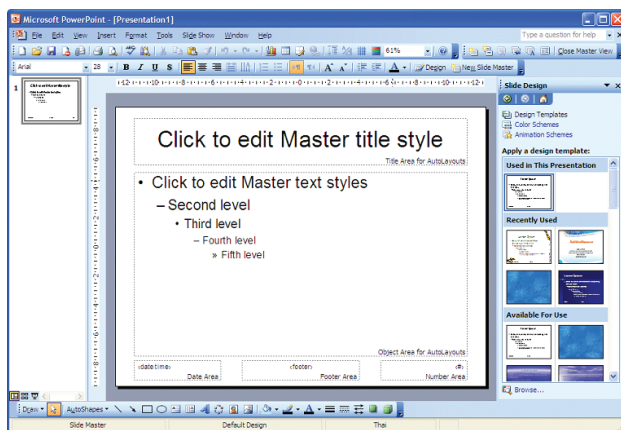 Microsoft PowerPoint - [Presentation1]
File Edit View Insert Format Tools Slide Show Window Help
Type a question for help
61%
Close Master View
Arial 28 B I U S
Design New Slide Master
Slide Design
Design Templates
Color Schemes
Animation Schemes
Apply a design template:
Used in This Presentation
Recently Used
Available For Use
Browse...
1
Click to edit Master title style
Title Area for AutoLayouts
• Click to edit Master text styles
– Second level
• Third level
– Fourth level
» Fifth level
Object Area for AutoLayouts
<date/time> <footer> <#>
Date Area Footer Area Number Area
Draw AutoShapes
Slide Master Default Design Thai